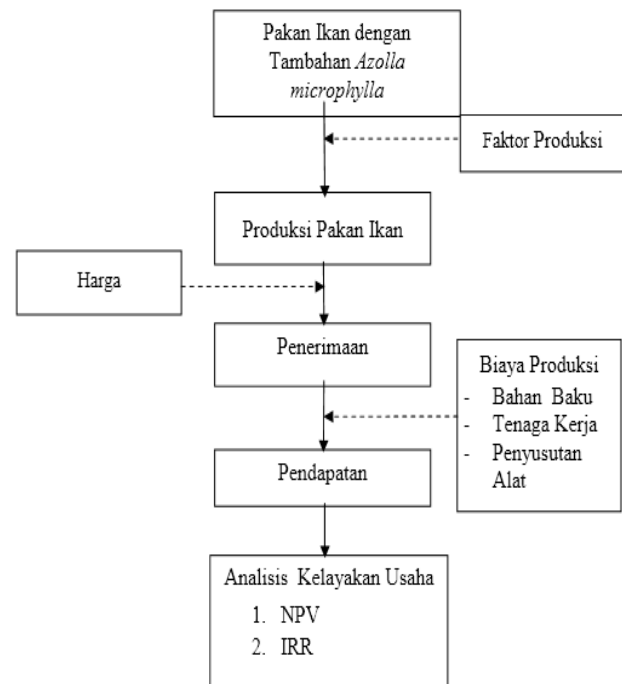 Pakan Ikan dengan
Tambahan Azolla
microphylla
Faktor Produksi
Produksi Pakan Ikan
Harga
Penerimaan
Biaya Produksi
- Bahan Baku
- Tenaga Kerja
- Penyusutan
Alat
Pendapatan
Analisis Kelayakan Usaha
1. NPV
2. IRR